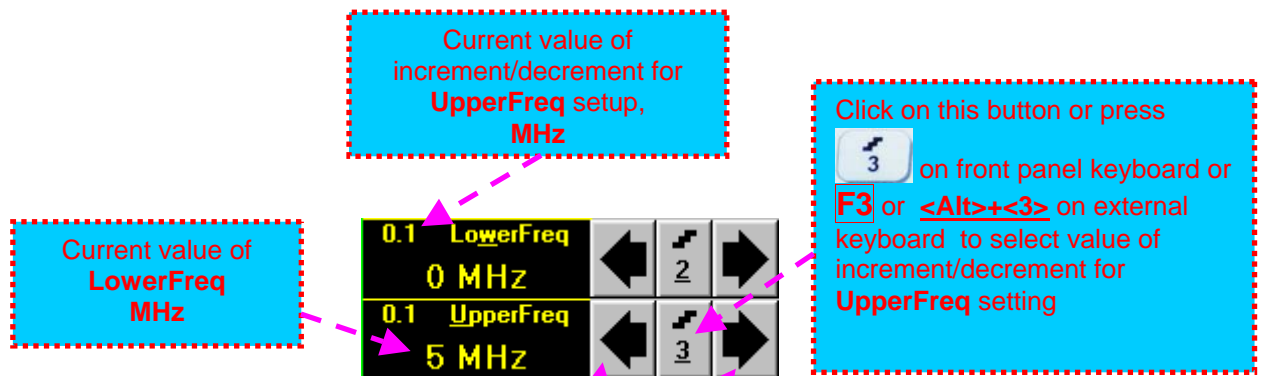 Current value of
increment/decrement for
UpperFreq setup,
MHz
Click on this button or press
3 on front panel keyboard or
F3 or <Alt>+<3> on external
keyboard to select value of
increment/decrement for
UpperFreq setting
Current value of
LowerFreq
MHz
0.1 LowerFreq
0 MHz
2
0.1 UpperFreq
5 MHz
3